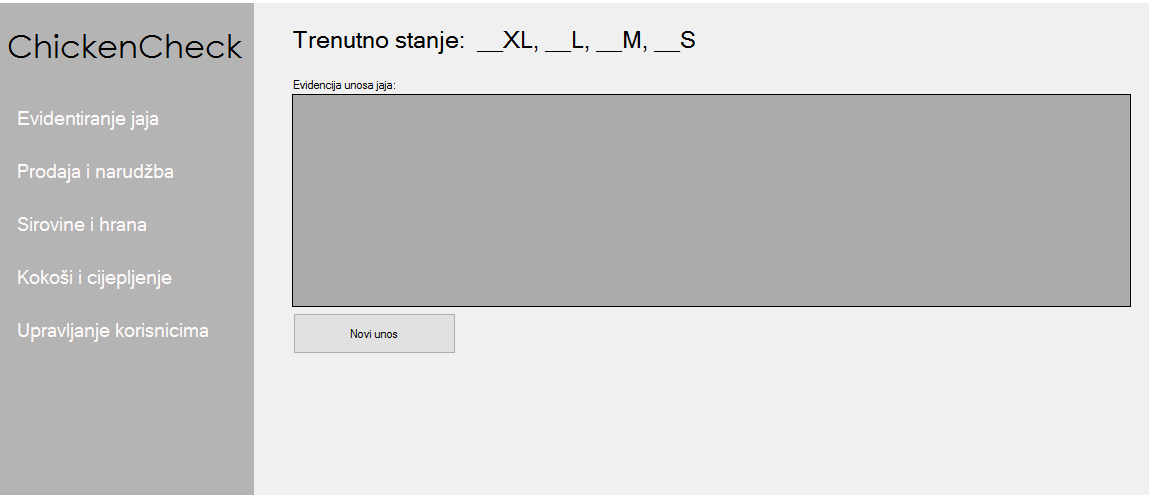 ChickenCheck
Evidentiranje jaja
Prodaja i narudžba
Sirovine i hrana
Kokoši i cijepljenje
Upravljanje korisnicima
Trenutno stanje: __XL, __L, __M, __S
Evidencija unosa jaja:
Novi unos